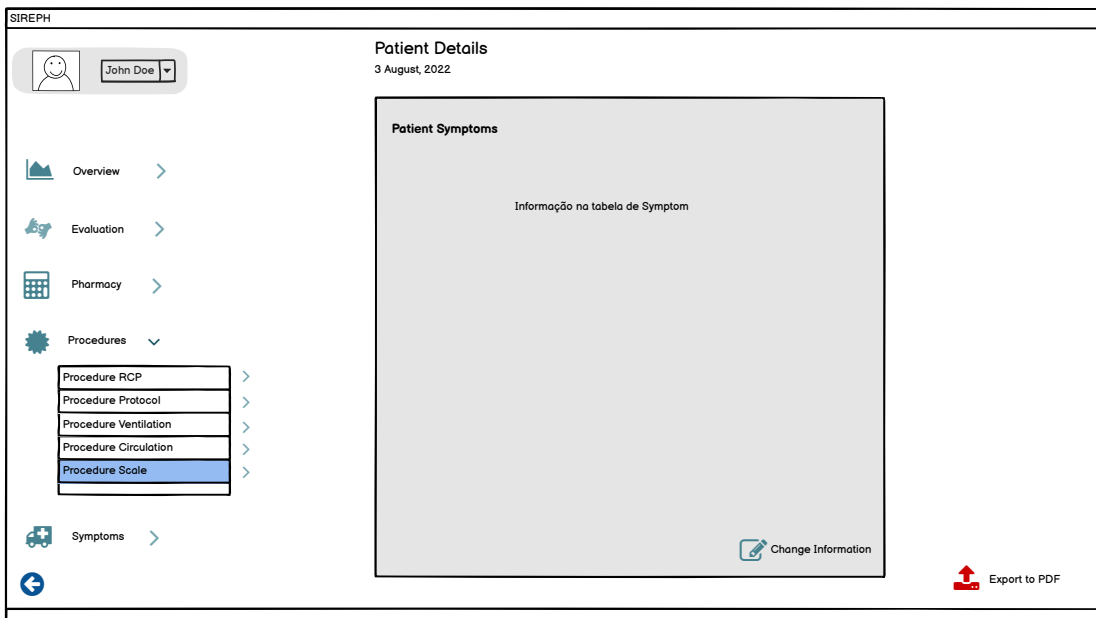 SIREPH
John Doe
Patient Details
3 August, 2022
Overview
Evaluation
Pharmacy
Procedures
Procedure RCP
Procedure Protocol
Procedure Ventilation
Procedure Circulation
Procedure Scale
Symptoms
Patient Symptoms
Informação na tabela de Symptom
Change Information
Export to PDF